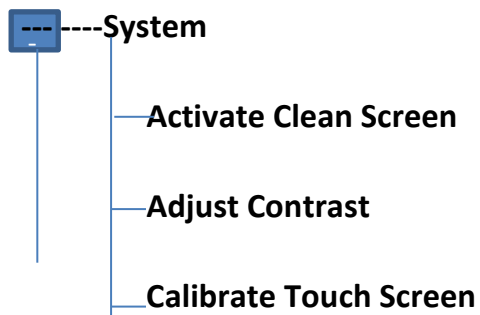 --- ----System
Activate Clean Screen
Adjust Contrast
Calibrate Touch Screen